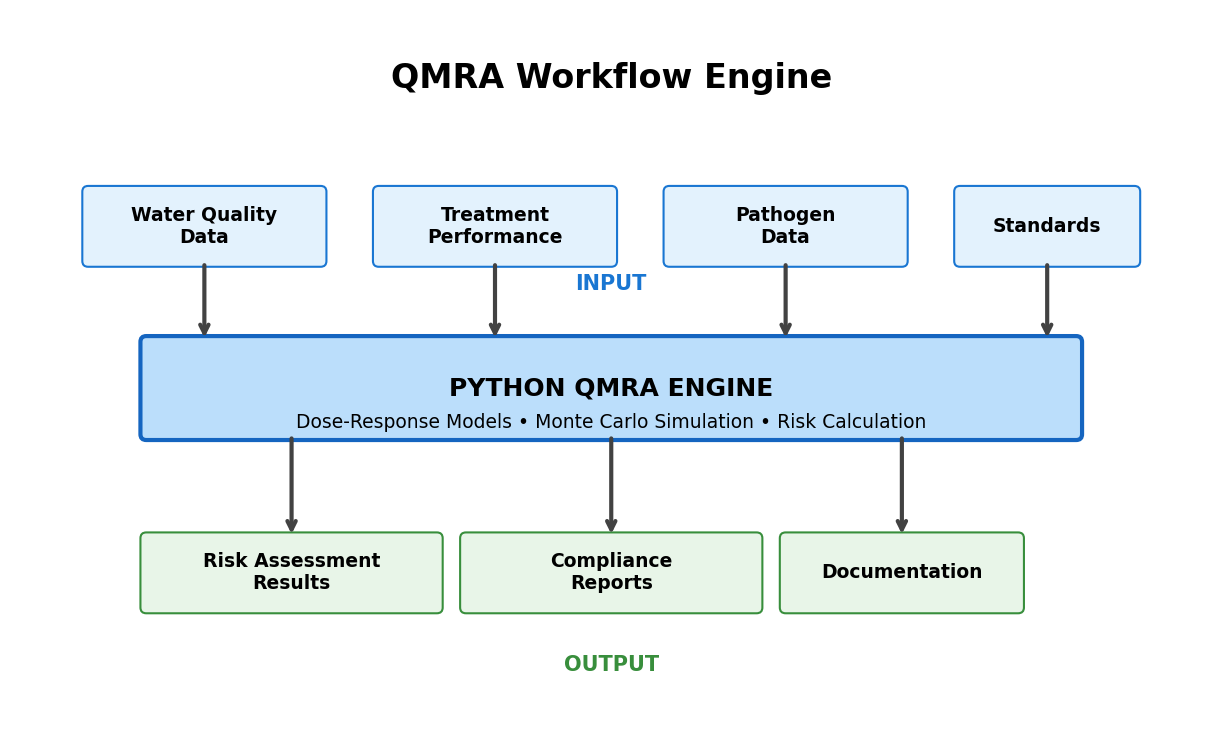 QMRA Workflow Engine
Water Quality
Data
Treatment
Performance
Pathogen
Data
Standards
INPUT
PYTHON QMRA ENGINE
Dose-Response Models • Monte Carlo Simulation • Risk Calculation
Risk Assessment
Results
Compliance
Reports
Documentation
OUTPUT